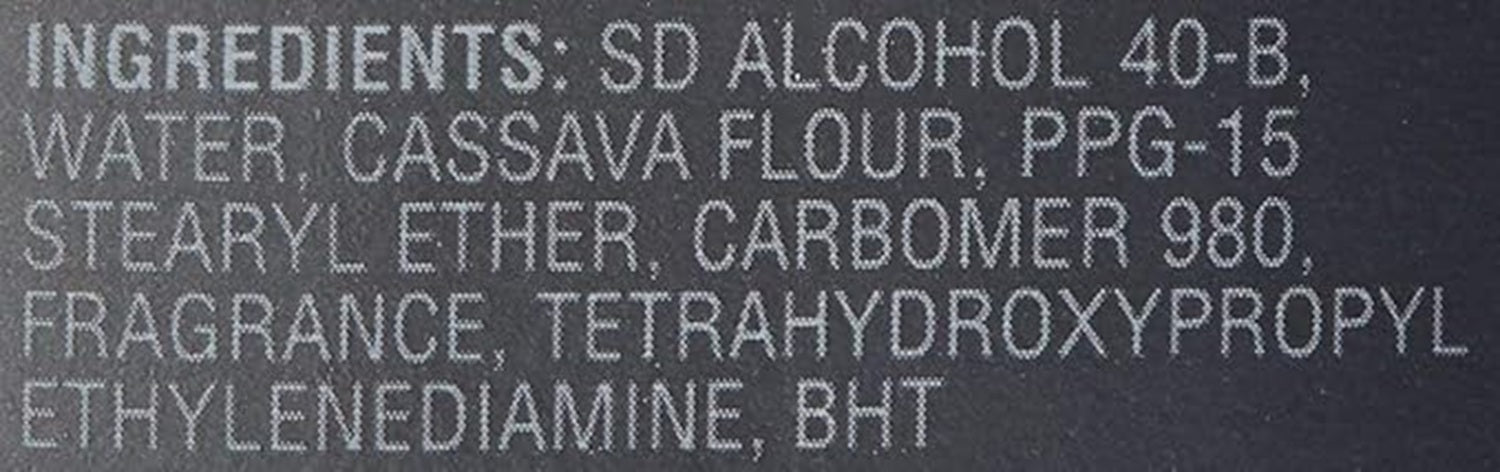 INGREDIENTS: SD ALCOHOL 40-B,
WATER, CASSAVA FLOUR, PPG-15
STEARYL ETHER, CARBOMER 980,
FRAGRANCE, TETRAHYDROXYPROPYL
ETHYLENEDIAMINE, BHT